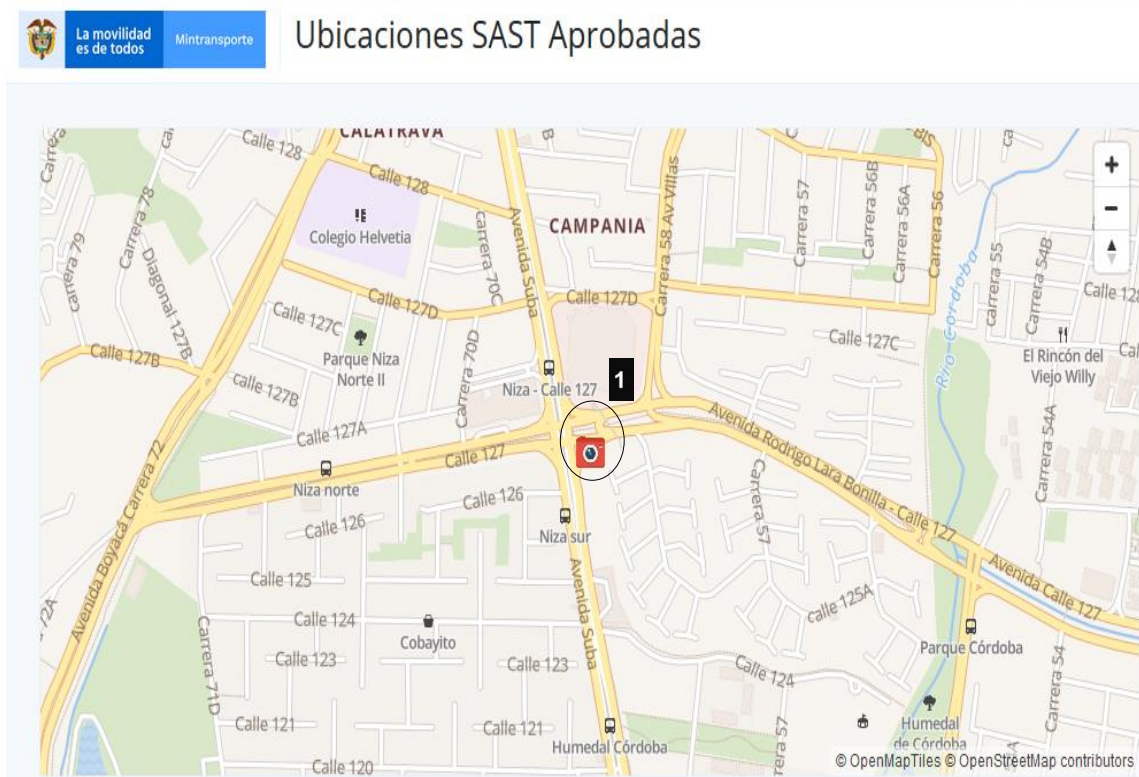 La movilidad
es de todos
Mintransporte
Ubicaciones SAST Aprobadas
CALATRAVA
Calle 128
Calle 128
Colegio Helvetia
CAMPANIA
Carrera 58 Av Villas
Carrera 57
Carrera 56B
Carrera 56A
Carrera 56
Carrera 55
Carrera 54B
Río Cordoba
Carrera 79
Carrera 78
Diagonal 127B
carrera 70C
Avenida Suba
Calle 127D
Calle 127D
Calle 127C
Calle 127C
Parque Niza
Norte II
Carrera 70D
Calle 127B
calle 127B
Niza - Calle 127
1
El Rincón del
Viejo Willy
Calle 127A
Calle 127
Niza norte
Avenida Rodrigo Lara Bonilla - Calle 127
Carrera 54A
Calle 126
Calle 126
Niza sur
Carrera 57
Avenida Boyacá Carrera 72
Calle 125
calle 125A
Avenida Calle 127
Calle 124
Cobayito
Avenida Suba
Parque Córdoba
Carrera 71D
Calle 123
Calle 123
Calle 124
Carrera 54
Calle 121
Calle 121
Humedal Córdoba
Humedal
de Córdoba
Calle 120
© OpenMapTiles © OpenStreetMap contributors